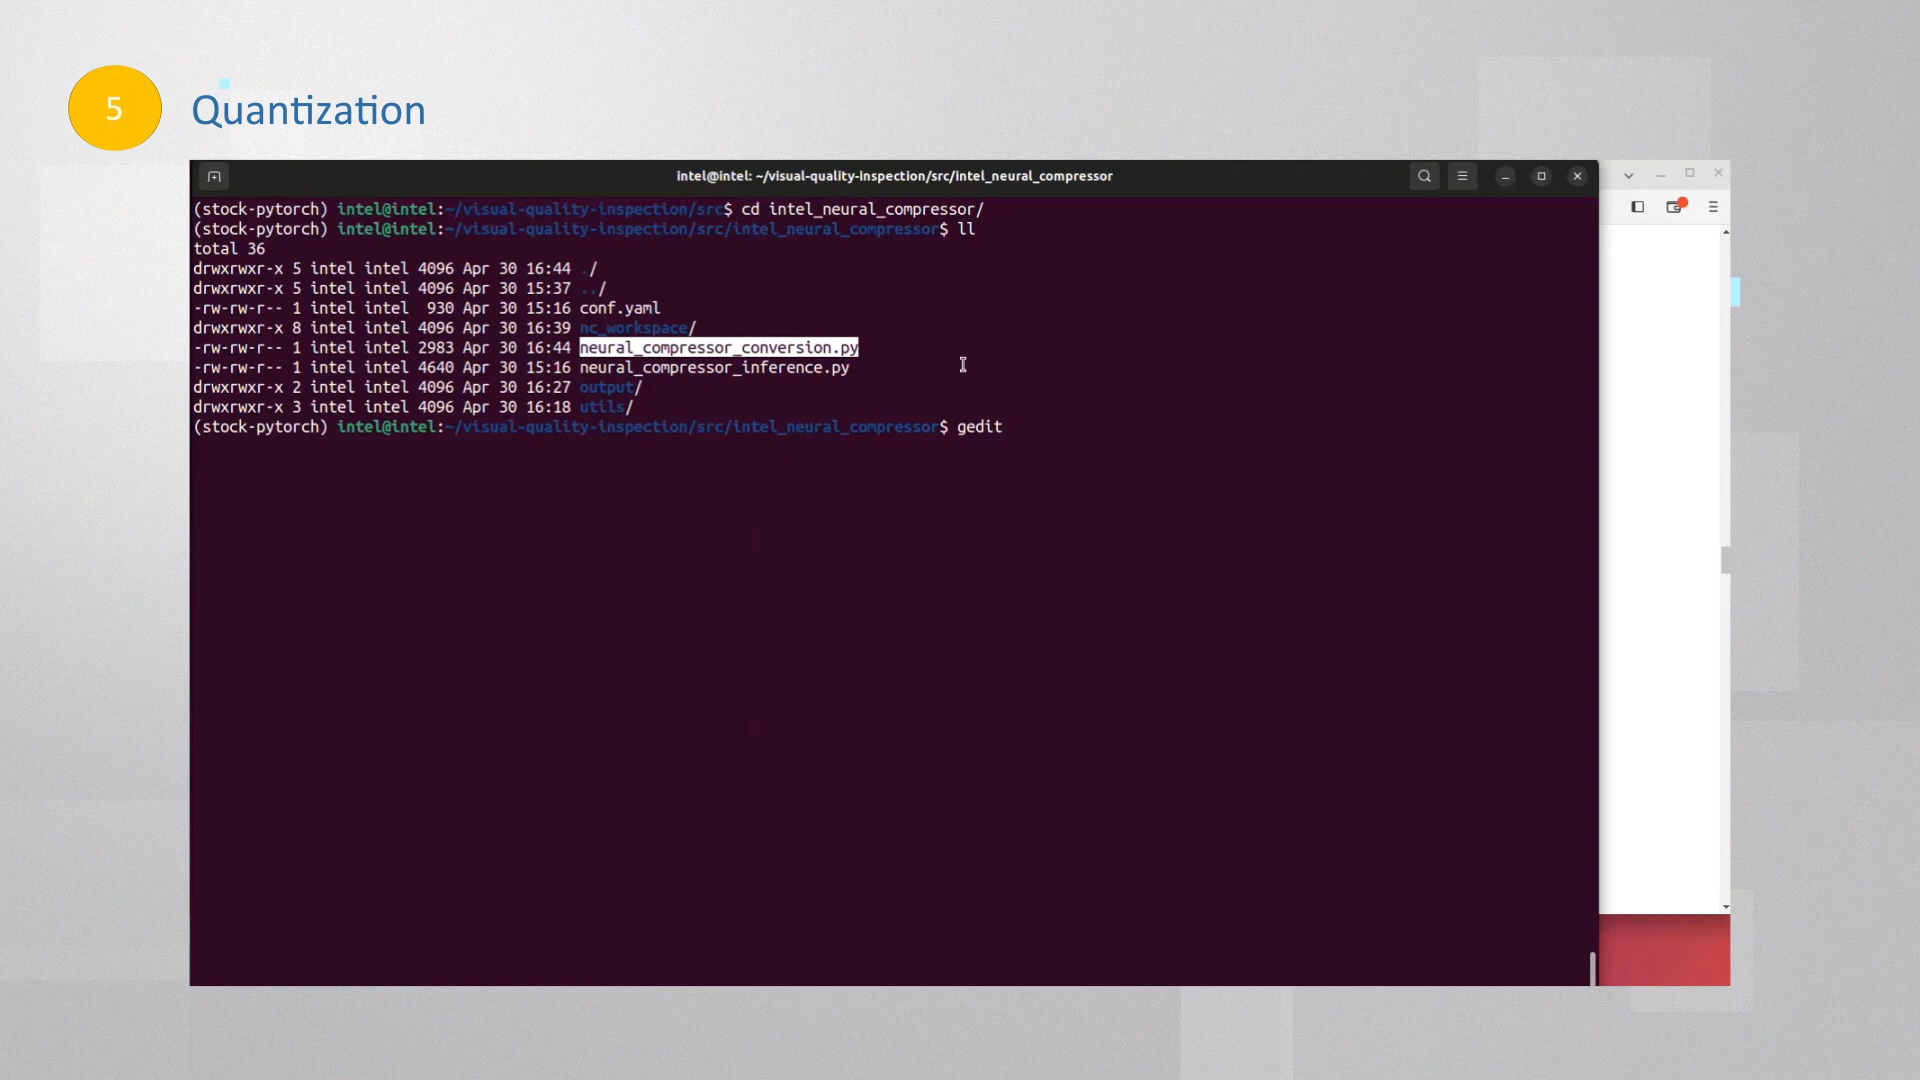 5 Quantization
intel@intel: ~/visual-quality-inspection/src/intel_neural_compressor
(stock-pytorch) intel@intel:~/visual-quality-inspection/src$ cd intel_neural_compressor/
(stock-pytorch) intel@intel:~/visual-quality-inspection/src/intel_neural_compressor$ ll
total 36
drwxrwxr-x 5 intel intel 4096 Apr 30 16:44 ./
drwxrwxr-x 5 intel intel 4096 Apr 30 15:37 ../
-rw-rw-r-- 1 intel intel  930 Apr 30 15:16 conf.yaml
drwxrwxr-x 8 intel intel 4096 Apr 30 16:39 nc_workspace/
-rw-rw-r-- 1 intel intel 2983 Apr 30 16:44 neural_compressor_conversion.py
-rw-rw-r-- 1 intel intel 4640 Apr 30 15:16 neural_compressor_inference.py
drwxrwxr-x 2 intel intel 4096 Apr 30 16:27 output/
drwxrwxr-x 3 intel intel 4096 Apr 30 16:18 utils/
(stock-pytorch) intel@intel:~/visual-quality-inspection/src/intel_neural_compressor$ gedit